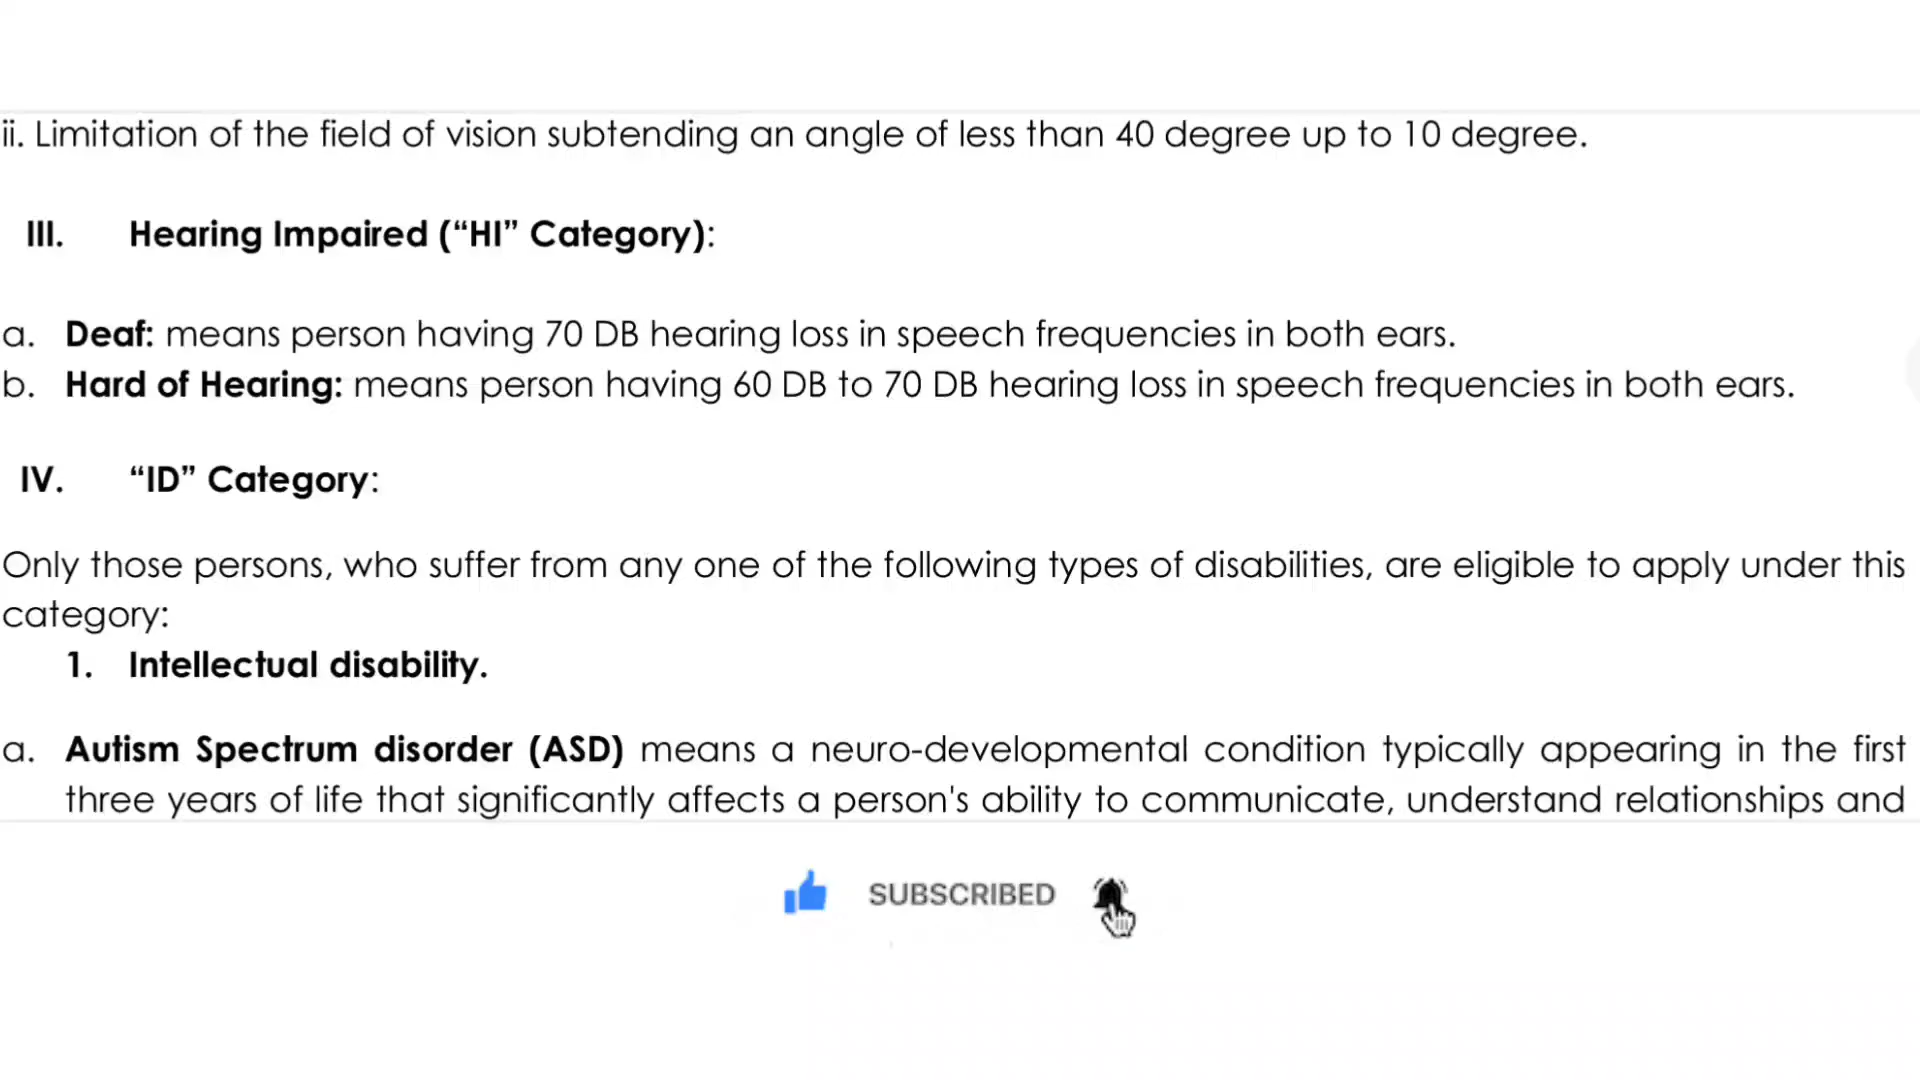 ii. Limitation of the field of vision subtending an angle of less than 40 degree up to 10 degree.
III. Hearing Impaired (“HI” Category):
a. Deaf: means person having 70 DB hearing loss in speech frequencies in both ears.
b. Hard of Hearing: means person having 60 DB to 70 DB hearing loss in speech frequencies in both ears.
IV. “ID” Category:
Only those persons, who suffer from any one of the following types of disabilities, are eligible to apply under this
category:
1. Intellectual disability.
a. Autism Spectrum disorder (ASD) means a neuro-developmental condition typically appearing in the first
three years of life that significantly affects a person's ability to communicate, understand relationships and
SUBSCRIBED